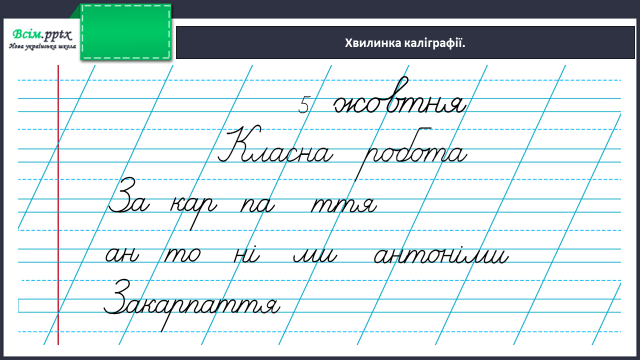 Всім.pptx
Нова українська школа
Хвилинка каліграфії.
5 жовтня
Класна робота
За кар па ття
ан то ні ми антоніми
Закарпаття